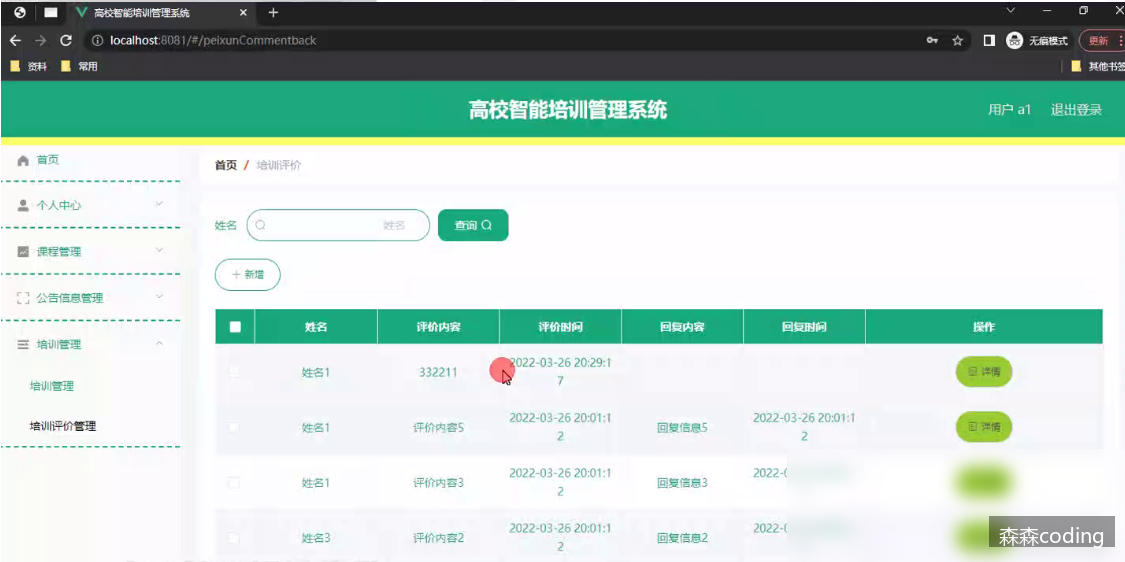 高校智能培训管理系统
localhost:8081/#/peixunCommentback
无痕模式
更新
资料
常用
其他书签
高校智能培训管理系统
用户 a1
退出登录
首页
个人中心
课程管理
公告信息管理
培训管理
培训管理
培训评价管理
首页 / 培训评价
姓名
姓名
查询
+ 新增
姓名 评价内容 评价时间 回复内容 回复时间 操作
姓名1 332211 2022-03-26 20:29:1 详情
7
姓名1 评价内容5 2022-03-26 20:01:1 回复信息5 2022-03-26 20:01:1 详情
2 2
姓名1 评价内容3 2022-03-26 20:01:1 回复信息3 2022-
2
姓名3 评价内容2 2022-03-26 20:01:12 回复信息2 2022-
森森coding